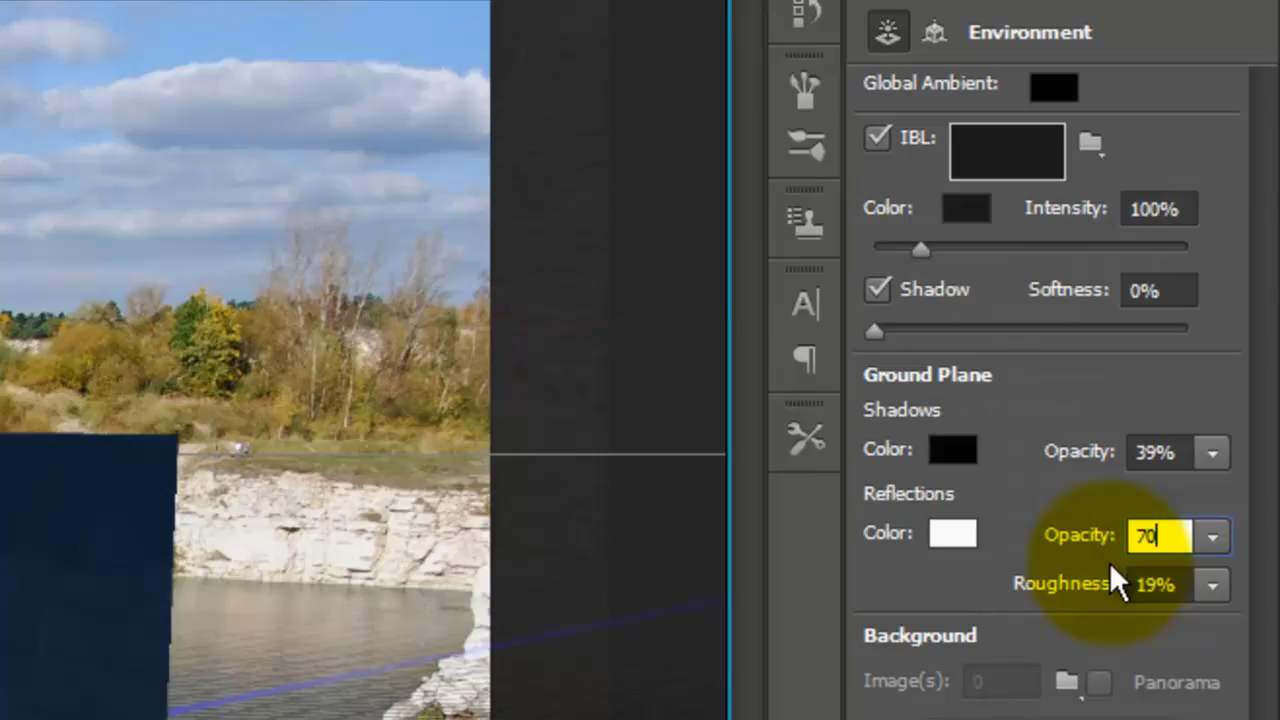 Environment
Global Ambient:
IBL:
Color: Intensity: 100%
Shadow Softness: 0%
Ground Plane
Shadows
Color: Opacity: 39%
Reflections
Color: Opacity: 70
Roughness: 19%
Background
Image(s): 0 Panorama